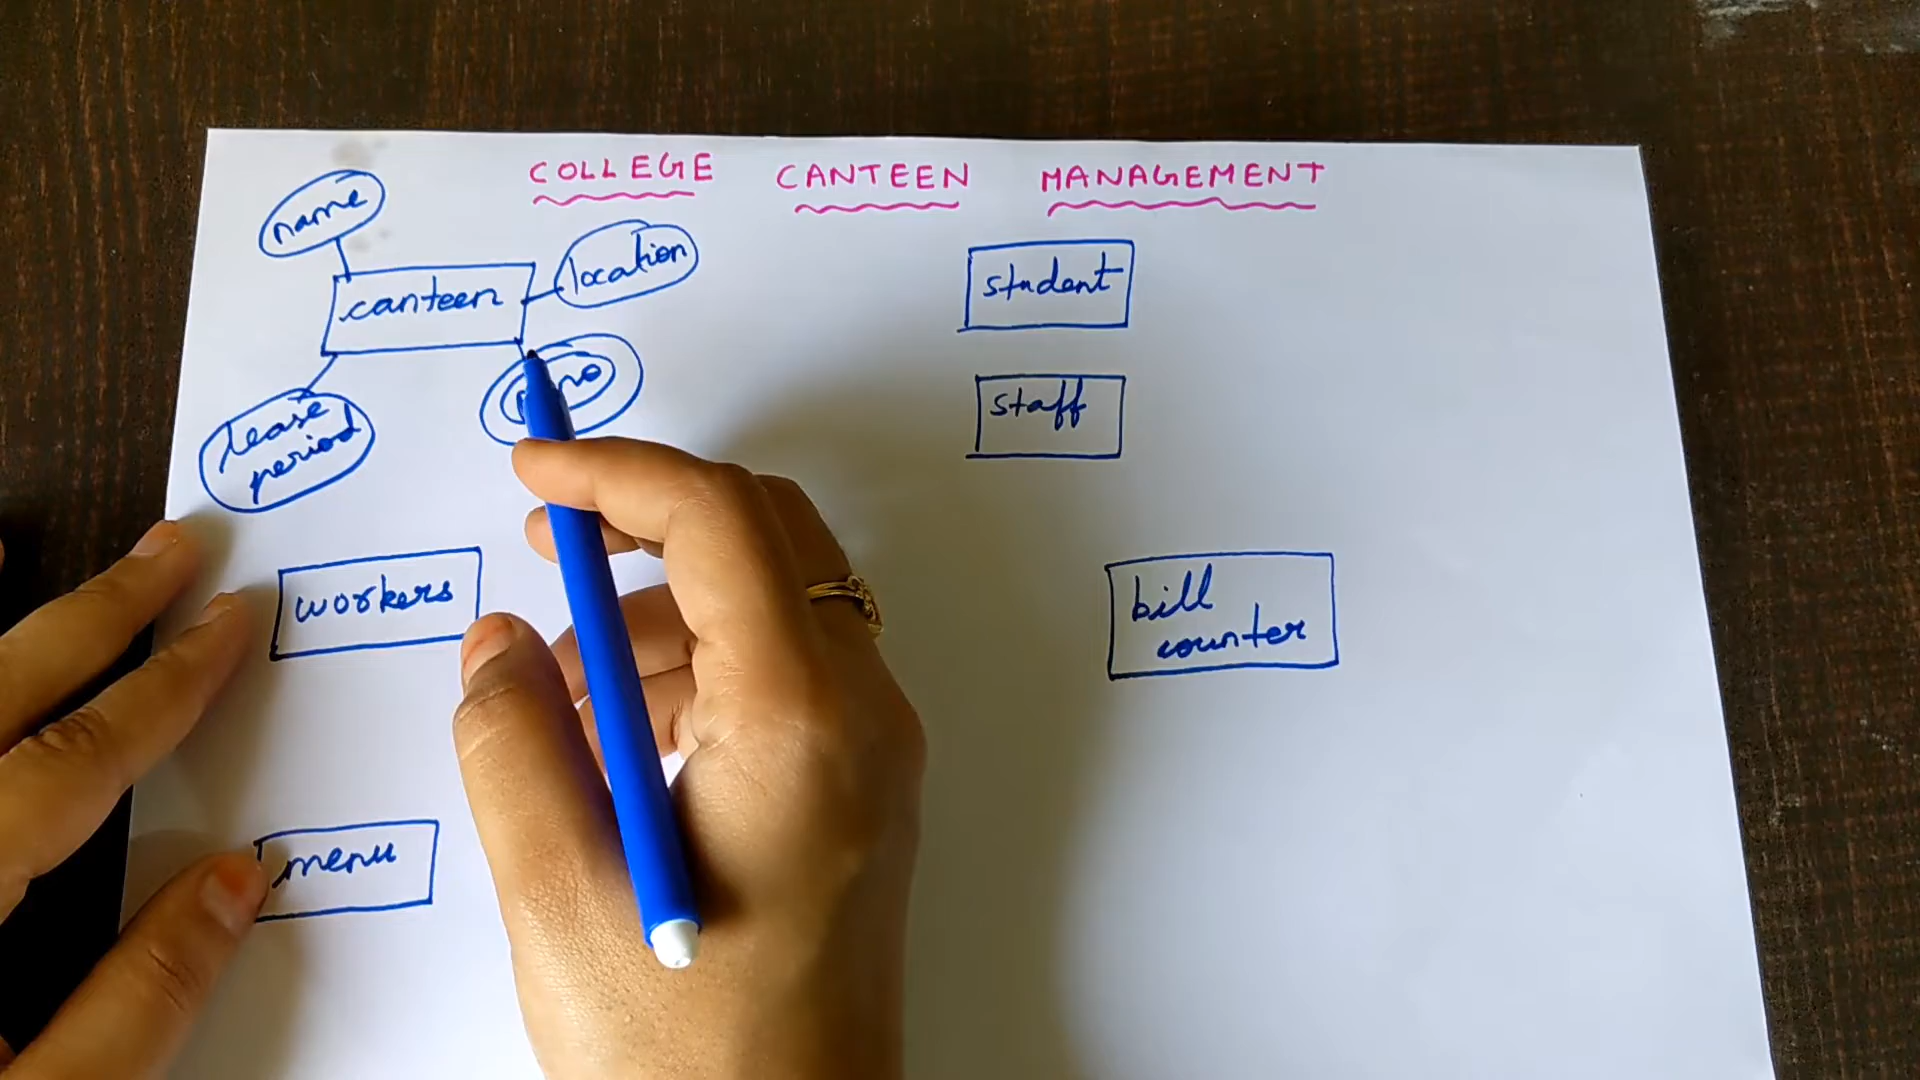 COLLEGE CANTEEN MANAGEMENT
name
location
canteen
student
lease
period
staff
workers
bill
counter
menu